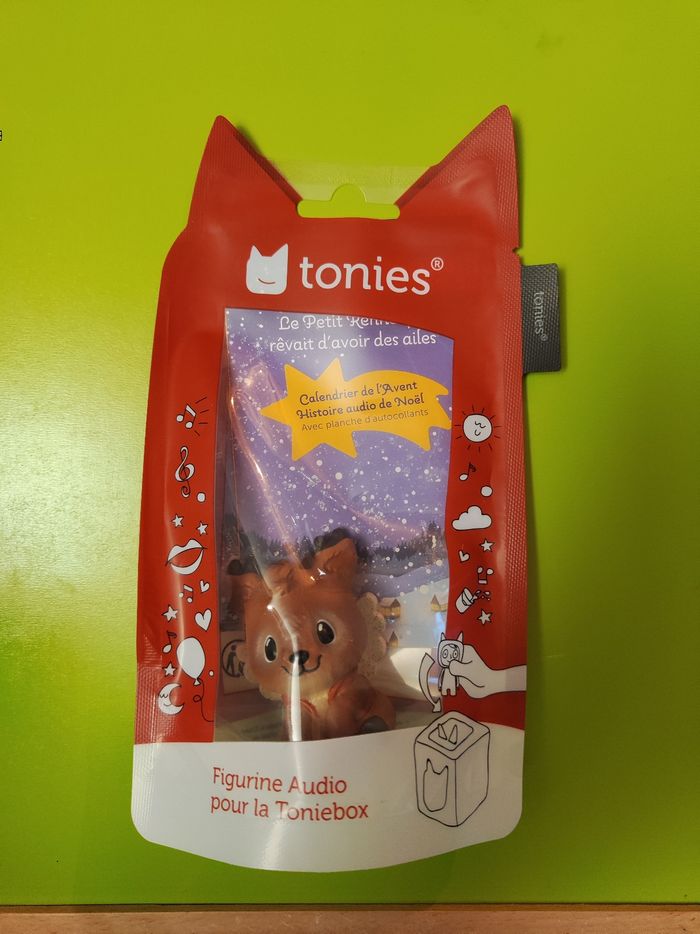 tonies®
tonies®
Le Petit Renne
rêvait d'avoir des ailes
Calendrier de l'Avent
Histoire audio de Noël
Avec planche d'autocollants
Figurine Audio
pour la Toniebox